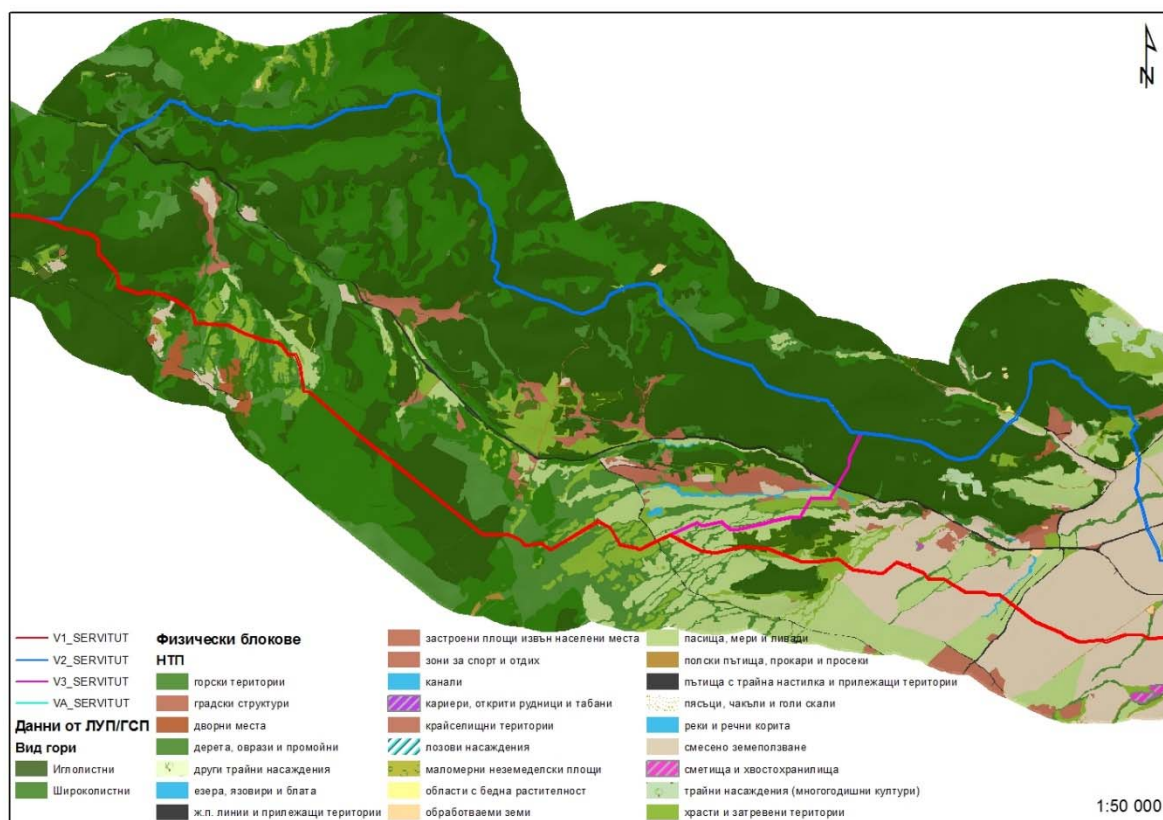 N
V1_SERVITUT
V2_SERVITUT
V3_SERVITUT
VA_SERVITUT
Данни от ЛУП/ГСП
Вид гори
Иглолистни
Широколистни
Физически блокове
НТП
горски територии
градски структури
дворни места
дерета, оврази и промойни
други трайни насаждения
езера, язовири и блата
ж.п. линии и прилежащи територии
застроени площи извън населени места
зони за спорт и отдих
канали
кариери, открити рудници и табани
крайселищни територии
лозови насаждения
маломерни неземеделски площи
области с бедна растителност
обработваеми земи
пасища, мери и ливади
полски пътища, прокари и просеки
пътища с трайна настилка и прилежащи територии
пясъци, чакъли и голи скали
реки и речни корита
смесено земеползване
сметища и хвостохранилища
трайни насаждения (многогодишни култури)
храсти и затревени територии
1:50 000